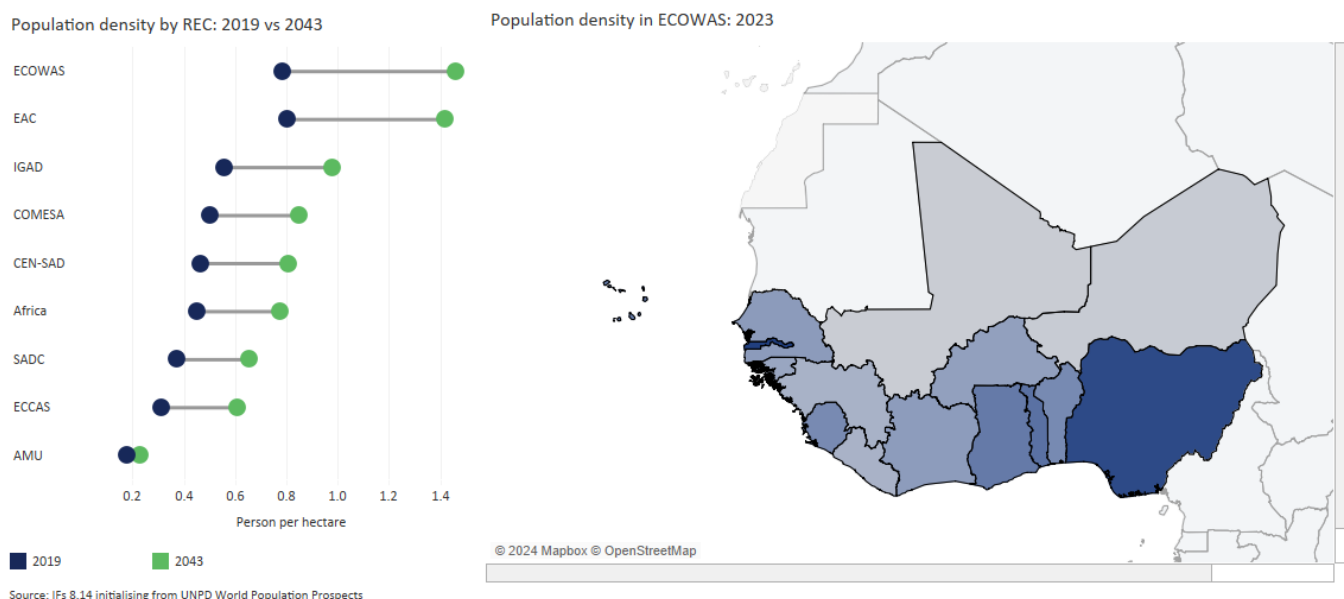 Population density by REC: 2019 vs 2043
ECOWAS
EAC
IGAD
COMESA
CEN-SAD
Africa
SADC
ECCAS
AMU
0.2 0.4 0.6 0.8 1.0 1.2 1.4
Person per hectare
2019 2043
Source: IFs 8.14 initialising from UNPD World Population Prospects
Population density in ECOWAS: 2023
© 2024 Mapbox © OpenStreetMap